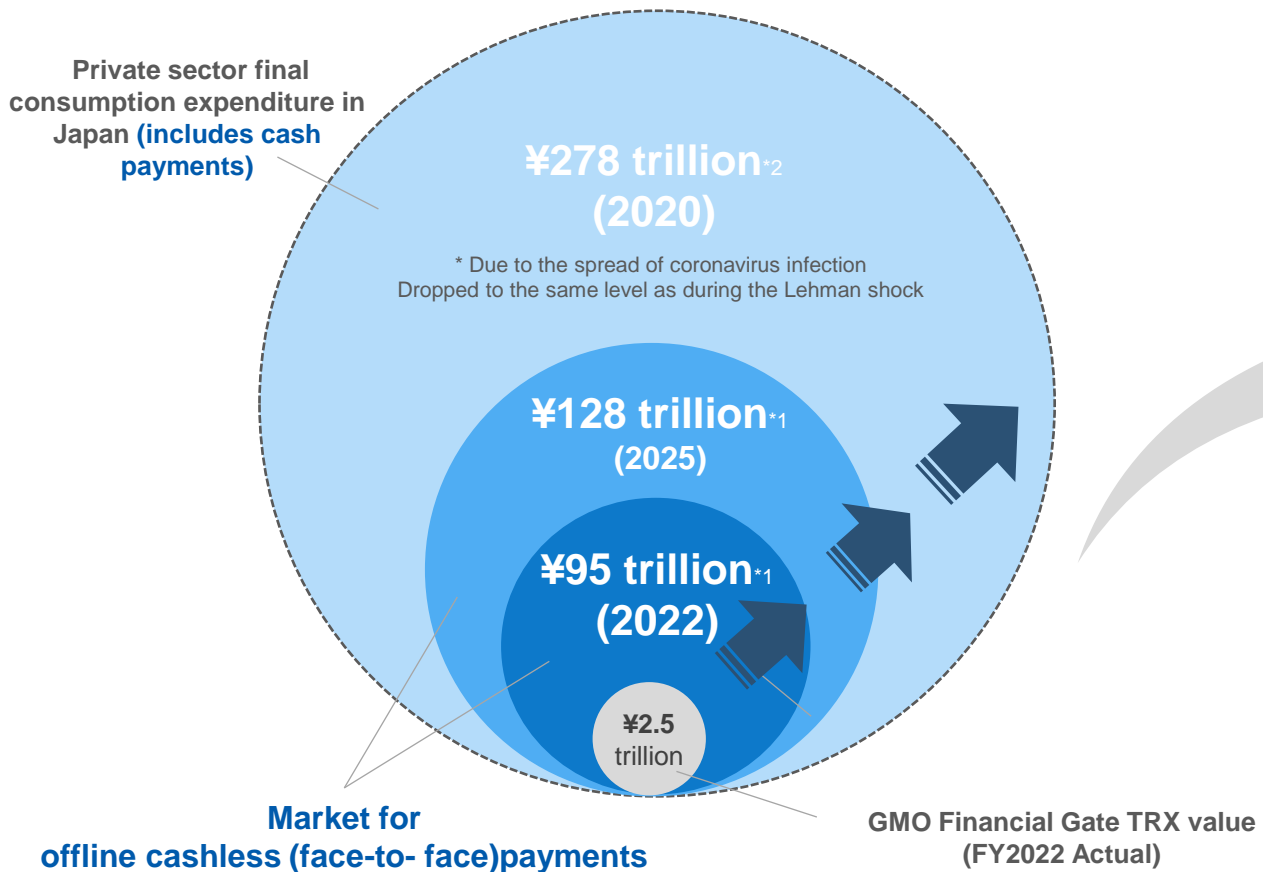 Private sector final
consumption expenditure in
Japan (includes cash
payments)
¥278 trillion*2
(2020)
* Due to the spread of coronavirus infection
Dropped to the same level as during the Lehman shock
¥128 trillion*1
(2025)
¥95 trillion*1
(2022)
¥2.5
trillion
Market for
offline cashless (face-to- face)payments
GMO Financial Gate TRX value
(FY2022 Actual)